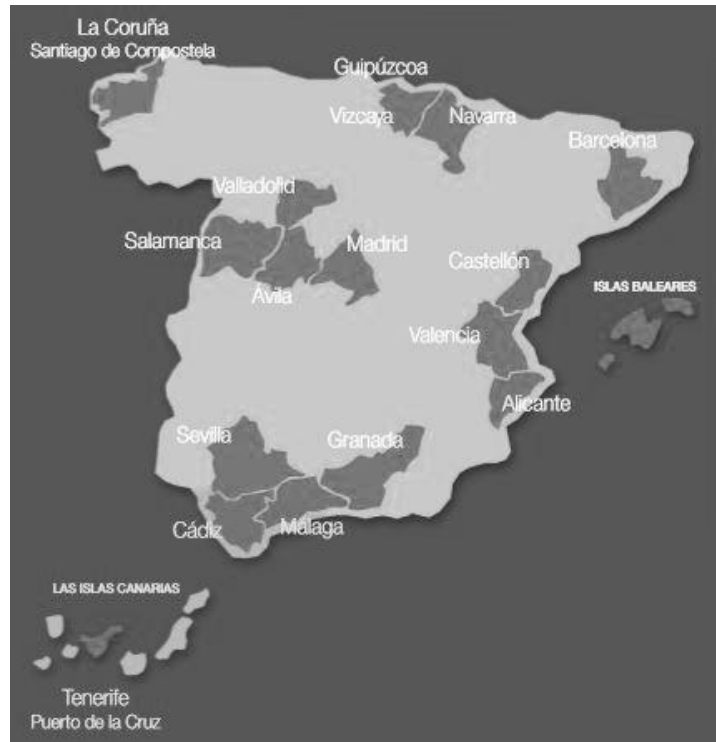 La Coruña
Santiago de Compostela
Guipúzcoa
Vizcaya
Navarra
Barcelona
Valladolid
Salamanca
Madrid
Castellón
Ávila
ISLAS BALEARES
Valencia
Alicante
Sevilla
Granada
Cádiz
Málaga
LAS ISLAS CANARIAS
Tenerife
Puerto de la Cruz